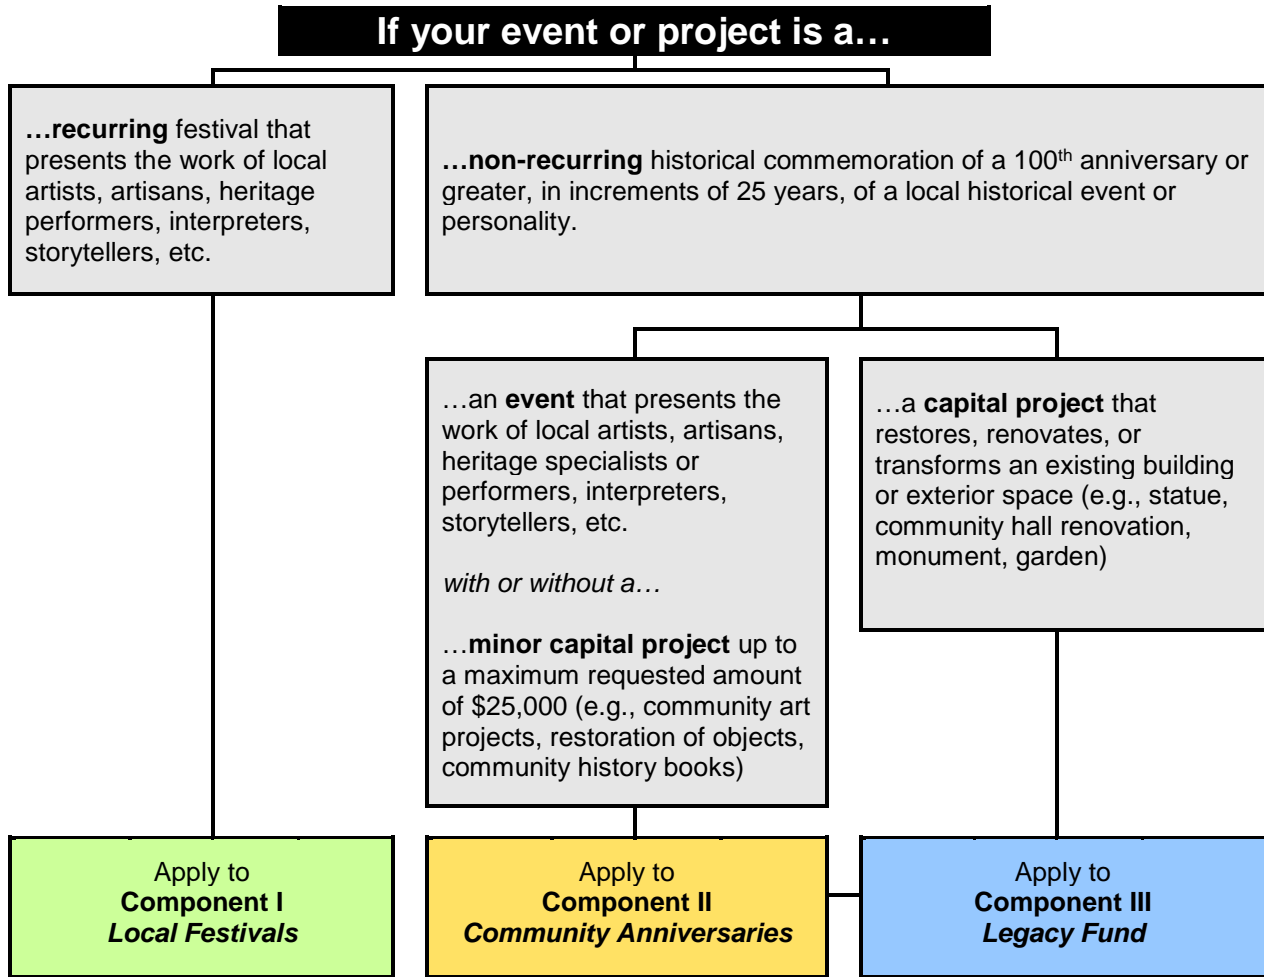 If your event or project is a…
…recurring festival that
presents the work of local
artists, artisans, heritage
performers, interpreters,
storytellers, etc.
…non-recurring historical commemoration of a 100th anniversary or
greater, in increments of 25 years, of a local historical event or
personality.
…an event that presents the
work of local artists, artisans,
heritage specialists or
performers, interpreters,
storytellers, etc.
with or without a…
…minor capital project up to
a maximum requested amount
of $25,000 (e.g., community art
projects, restoration of objects,
community history books)
…a capital project that
restores, renovates, or
transforms an existing building
or exterior space (e.g., statue,
community hall renovation,
monument, garden)
Apply to
Component I
Local Festivals
Apply to
Component II
Community Anniversaries
Apply to
Component III
Legacy Fund